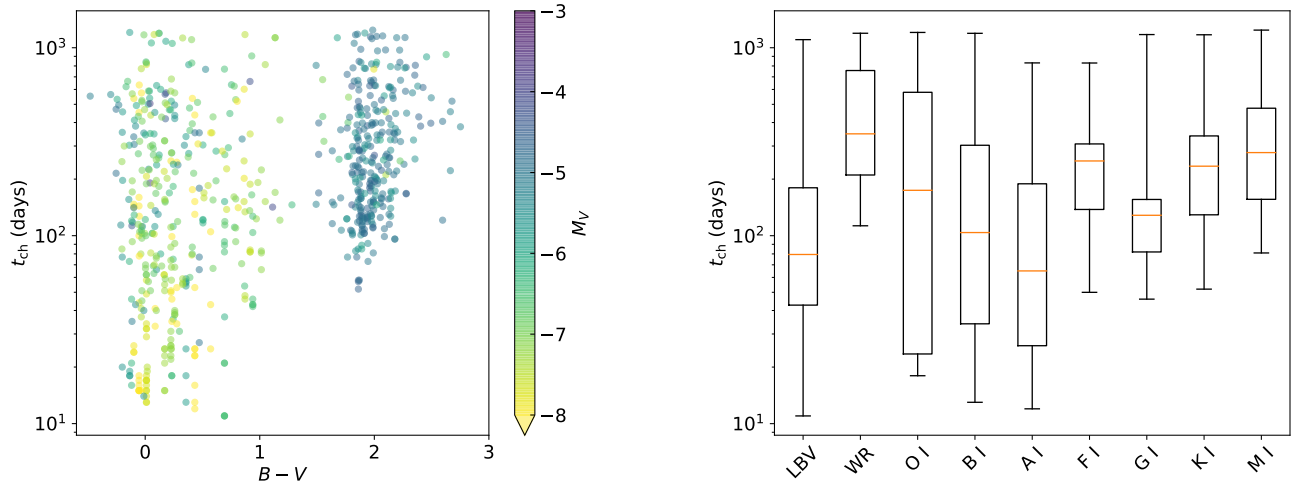 10³
10²
10¹
t_ch (days)
0
1
2
3
B − V
−3
−4
−5
−6
−7
−8
M_V
10³
10²
10¹
t_ch (days)
LBV
WR
O I
B I
A I
F I
G I
K I
M I